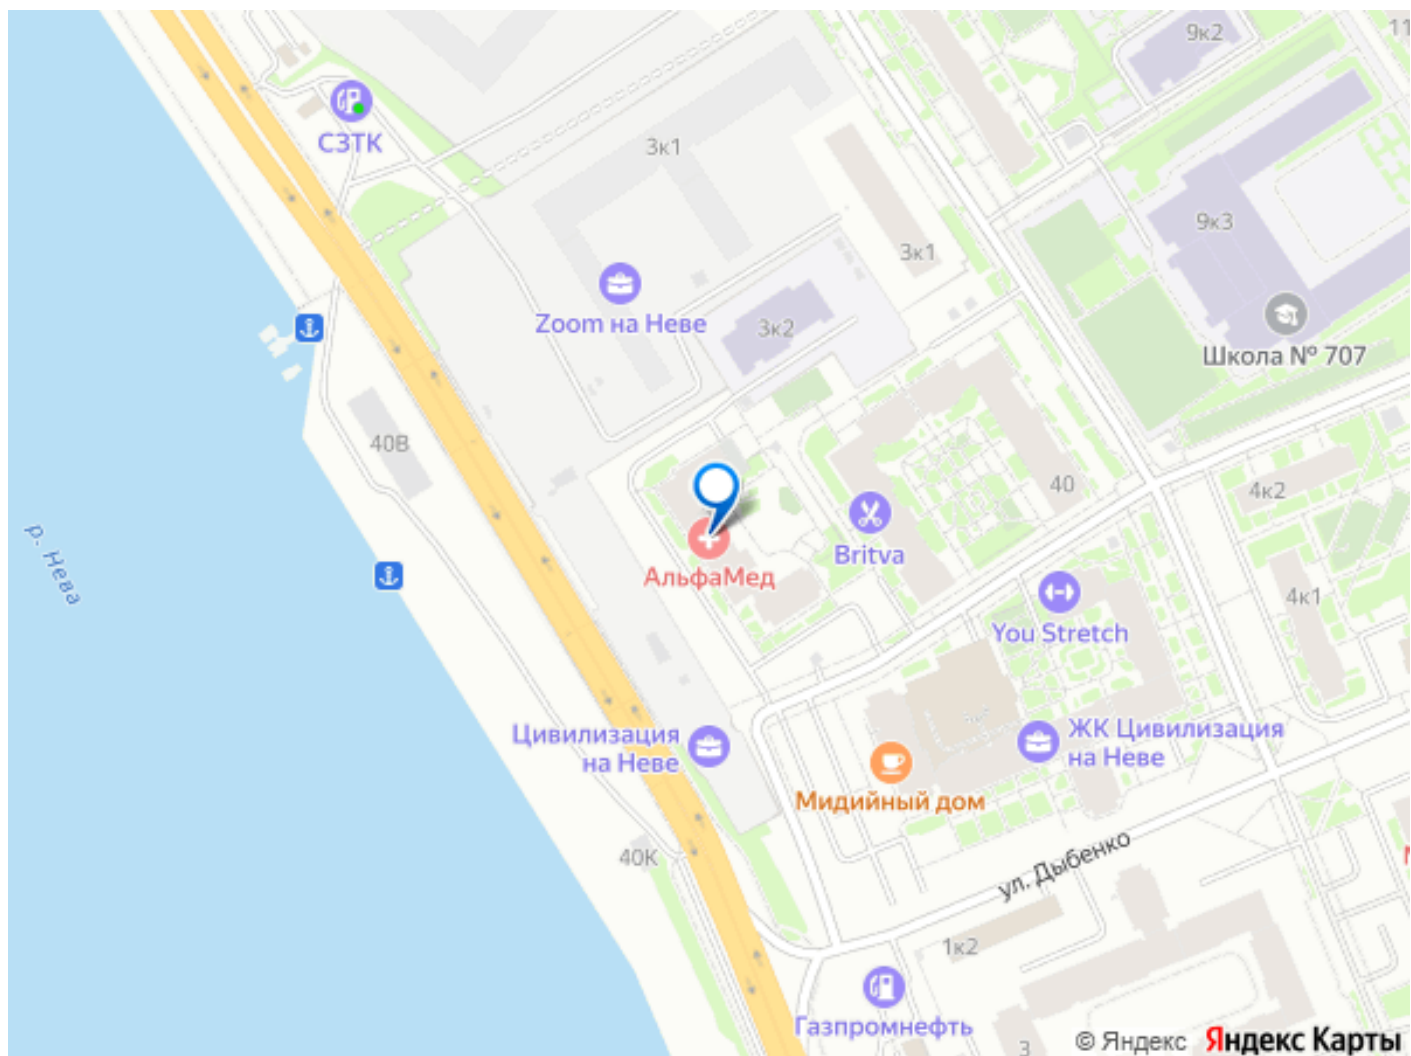 9к2
11
СЗТК
3к1
9к3
3к1
Zoom на Неве
3к2
Школа № 707
40В
40
4к2
р. Нева
Britva
АльфаМед
4к1
You Stretch
Цивилизация
на Неве
ЖК Цивилизация
на Неве
Мидийный дом
40К
ул. Дыбенко
1к2
Газпромнефть
3
© Яндекс Яндекс Карты